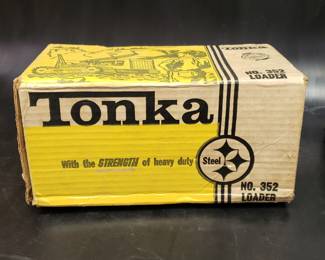 Tonka
NO. 352
LOADER
Tonka
With the STRENGTH of heavy duty
Steel
NO. 352
LOADER